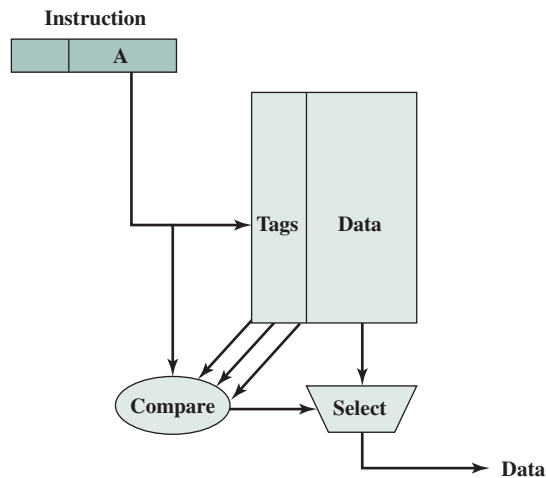 Instruction
A
Tags
Data
Compare
Select
Data